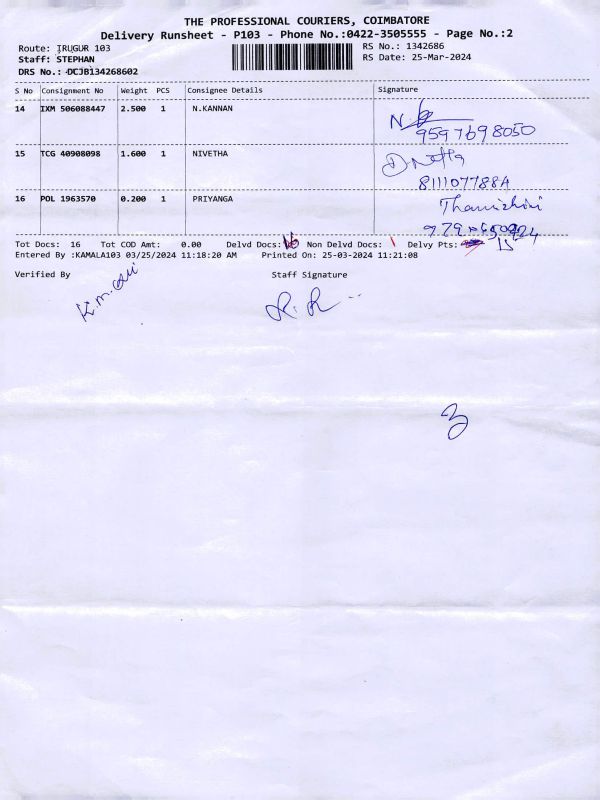 THE PROFESSIONAL COURIERS, COIMBATORE
Delivery Runsheet - P103 - Phone No.:0422-3505555 - Page No.:2
Route: IRUGUR 103 RS No.: 1342686
Staff: STEPHAN RS Date: 25-Mar-2024
DRS No.: DCJB134268602
S No Consignment No Weight PCS Consignee Details Signature
14 IXM 506088447 2.500 1 N.KANNAN
9597698050
15 TCG 40908098 1.600 1 NIVETHA
16 POL 1963570 0.200 1 PRIYANGA
Tot Docs: 16 Tot COD Amt: 0.00 Delvd Docs: Non Delvd Docs: 1 Delvy Pts: 15
Entered By :KAMALA103 03/25/2024 11:18:20 AM Printed On: 25-03-2024 11:21:08
Verified By Staff Signature
3